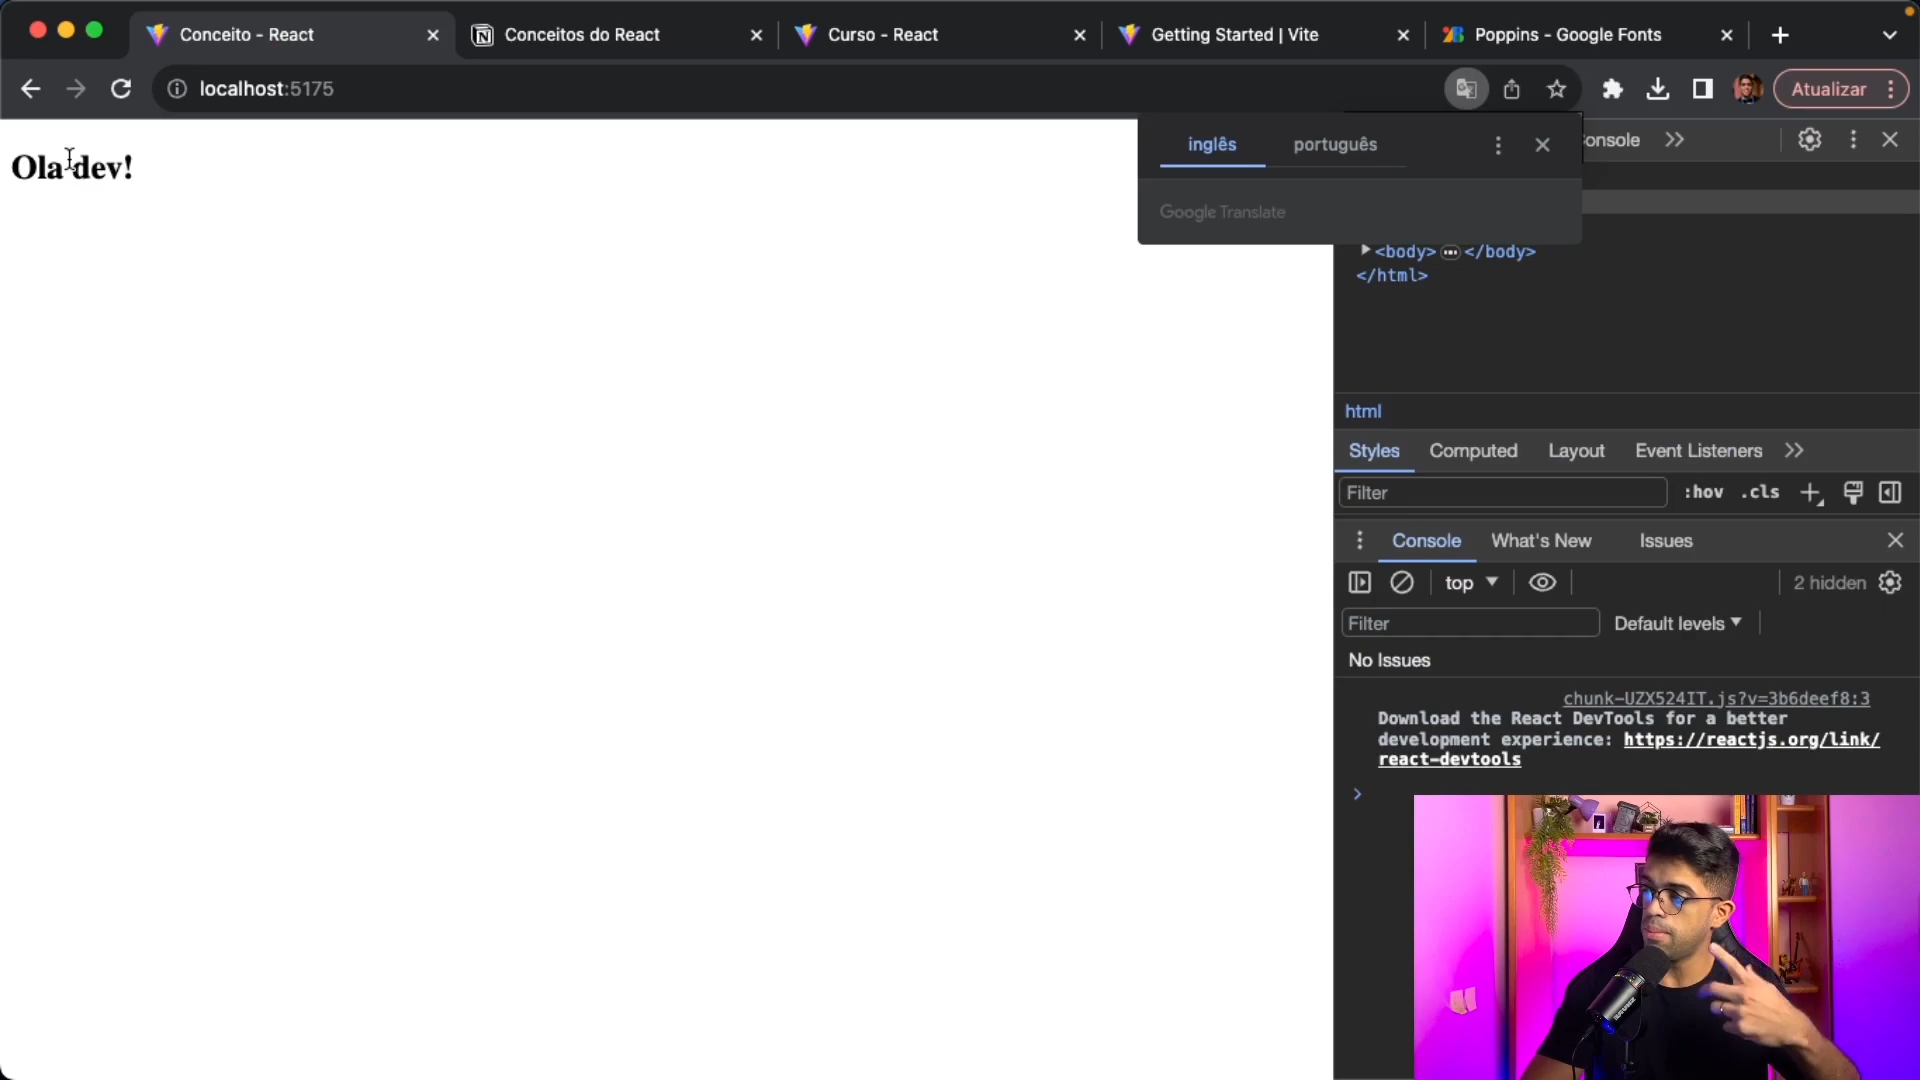 Conceito - React
Conceitos do React
Curso - React
Getting Started | Vite
Poppins - Google Fonts
localhost:5175
Atualizar
Ola dev!
inglês
português
Google Translate
onsole
<body> </body>
</html>
html
Styles
Computed
Layout
Event Listeners
Filter
:hov
.cls
Console
What's New
Issues
top
2 hidden
Filter
Default levels
No Issues
chunk-UZX524IT.js?v=3b6deef8:3
Download the React DevTools for a better
development experience: https://reactjs.org/link/
react-devtools